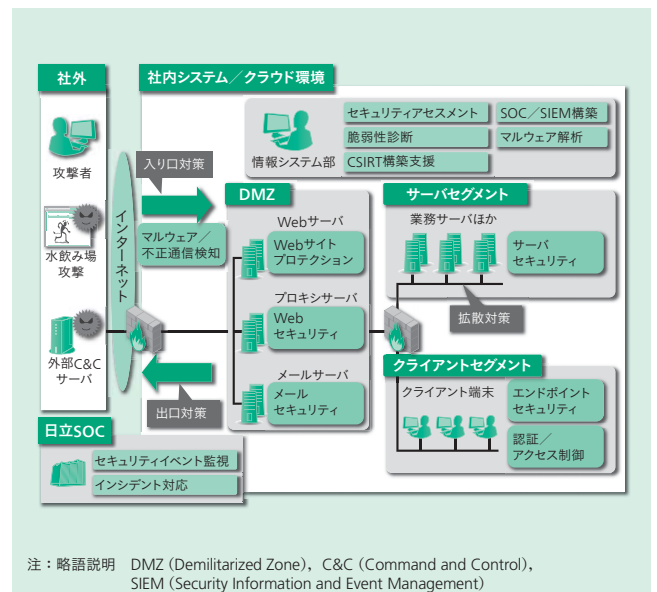 社外
攻撃者
水飲み場
攻撃
外部C&C
サーバ
インターネット
社内システム／クラウド環境
情報システム部
セキュリティアセスメント
脆弱性診断
CSIRT構築支援
SOC／SIEM構築
マルウェア解析
入り口対策
マルウェア／
不正通信検知
出口対策
DMZ
Webサーバ
Webサイト
プロテクション
プロキシサーバ
Web
セキュリティ
メールサーバ
メール
セキュリティ
サーバセグメント
業務サーバほか
サーバ
セキュリティ
拡散対策
クライアントセグメント
クライアント端末
エンドポイント
セキュリティ
認証／
アクセス制御
日立SOC
セキュリティイベント監視
インシデント対応
注：略語説明　DMZ（Demilitarized Zone），C&C（Command and Control），
SIEM（Security Information and Event Management）